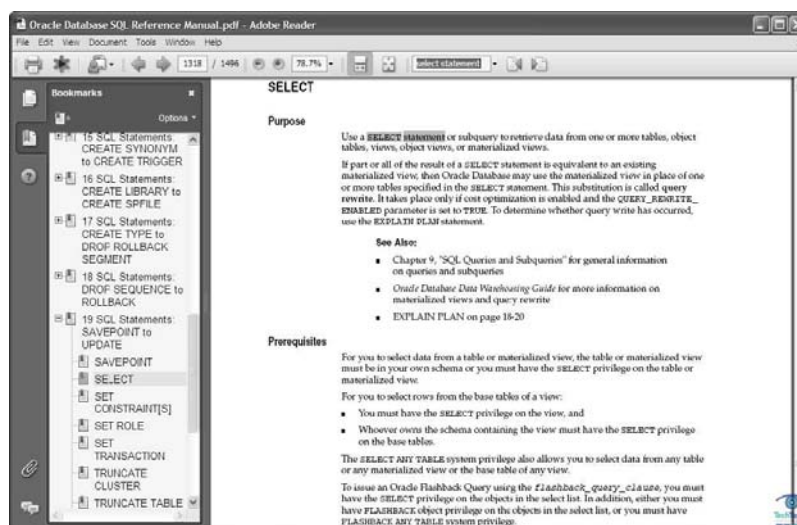 Oracle Database SQL Reference Manual.pdf - Adobe Reader
File Edit View Document Tools Window Help
1318 / 1496 78.7% select statement
Bookmarks
Options
15 SCL Statements:
CREATE SYNONYM
to CREATE TRIGGER
16 SCL Statements:
CREATE LIBRARY to
CREATE SPFILE
17 SCL Statements:
CREATE TYPE to
DROP ROLLBACK
SEGMENT
18 SCL Statements:
DROP SEQUENCE to
ROLLBACK
19 SCL Statements:
SAVEPOINT to
UPDATE
SAVEPOINT
SELECT
SET
CONSTRAINT[S]
SET ROLE
SET
TRANSACTION
TRUNCATE
CLUSTER
TRUNCATE TABLE
SELECT
Purpose
Use a SELECT statement or subquery to retrieve data from one or more tables, object
tables, views, object views, or materialized views.
If part or all of the result of a SELECT statement is equivalent to an existing
materialized view, then Oracle Database may use the materialized view in place of one
or more tables specified in the SELECT statement. This substitution is called query
rewrite. It takes place only if cost optimization is enabled and the QUERY_REWRITE_
ENABLED parameter is set to TRUE. To determine whether query write has occurred,
use the EXPLAIN PLAN statement.
See Also:
■ Chapter 9, "SQL Queries and Subqueries" for general information
on queries and subqueries
■ Oracle Database Data Warehousing Guide for more information on
materialized views and query rewrite
■ EXPLAIN PLAN on page 18-20
Prerequisites
For you to select data from a table or materialized view, the table or materialized view
must be in your own schema or you must have the SELECT privilege on the table or
materialized view.
For you to select rows from the base tables of a view:
■ You must have the SELECT privilege on the view, and
■ Whoever owns the schema containing the view must have the SELECT privilege
on the base tables.
The SELECT ANY TABLE system privilege also allows you to select data from any table
or any materialized view or the base table of any view.
To issue an Oracle Flashback Query using the flashback_query_clause, you must
have the SELECT privilege on the objects in the select list. In addition, either you must
have FLASHBACK object privilege on the objects in the select list, or you must have
FLASHBACK ANY TABLE system privilege.